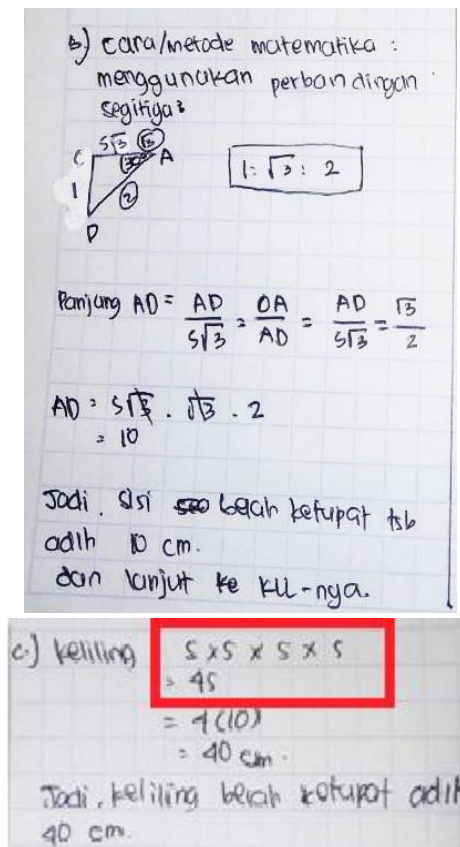 b) cara/metode matematika :
menggunakan perbandingan
segitiga :
5√3 √3
C 30° A
1 2
D
1 : √3 : 2
Panjang AD = AD/5√3 = OA/AD = AD/5√3 = √3/2
AD = 5√3 . √3 . 2
= 10
Jadi, sisi belah ketupat tsb
adlh 10 cm.
dan lanjut ke Kll-nya.
c.) keliling S x S x S x S
= 4S
= 4(10)
= 40 cm.
Jadi, keliling belah ketupat adlh
40 cm.